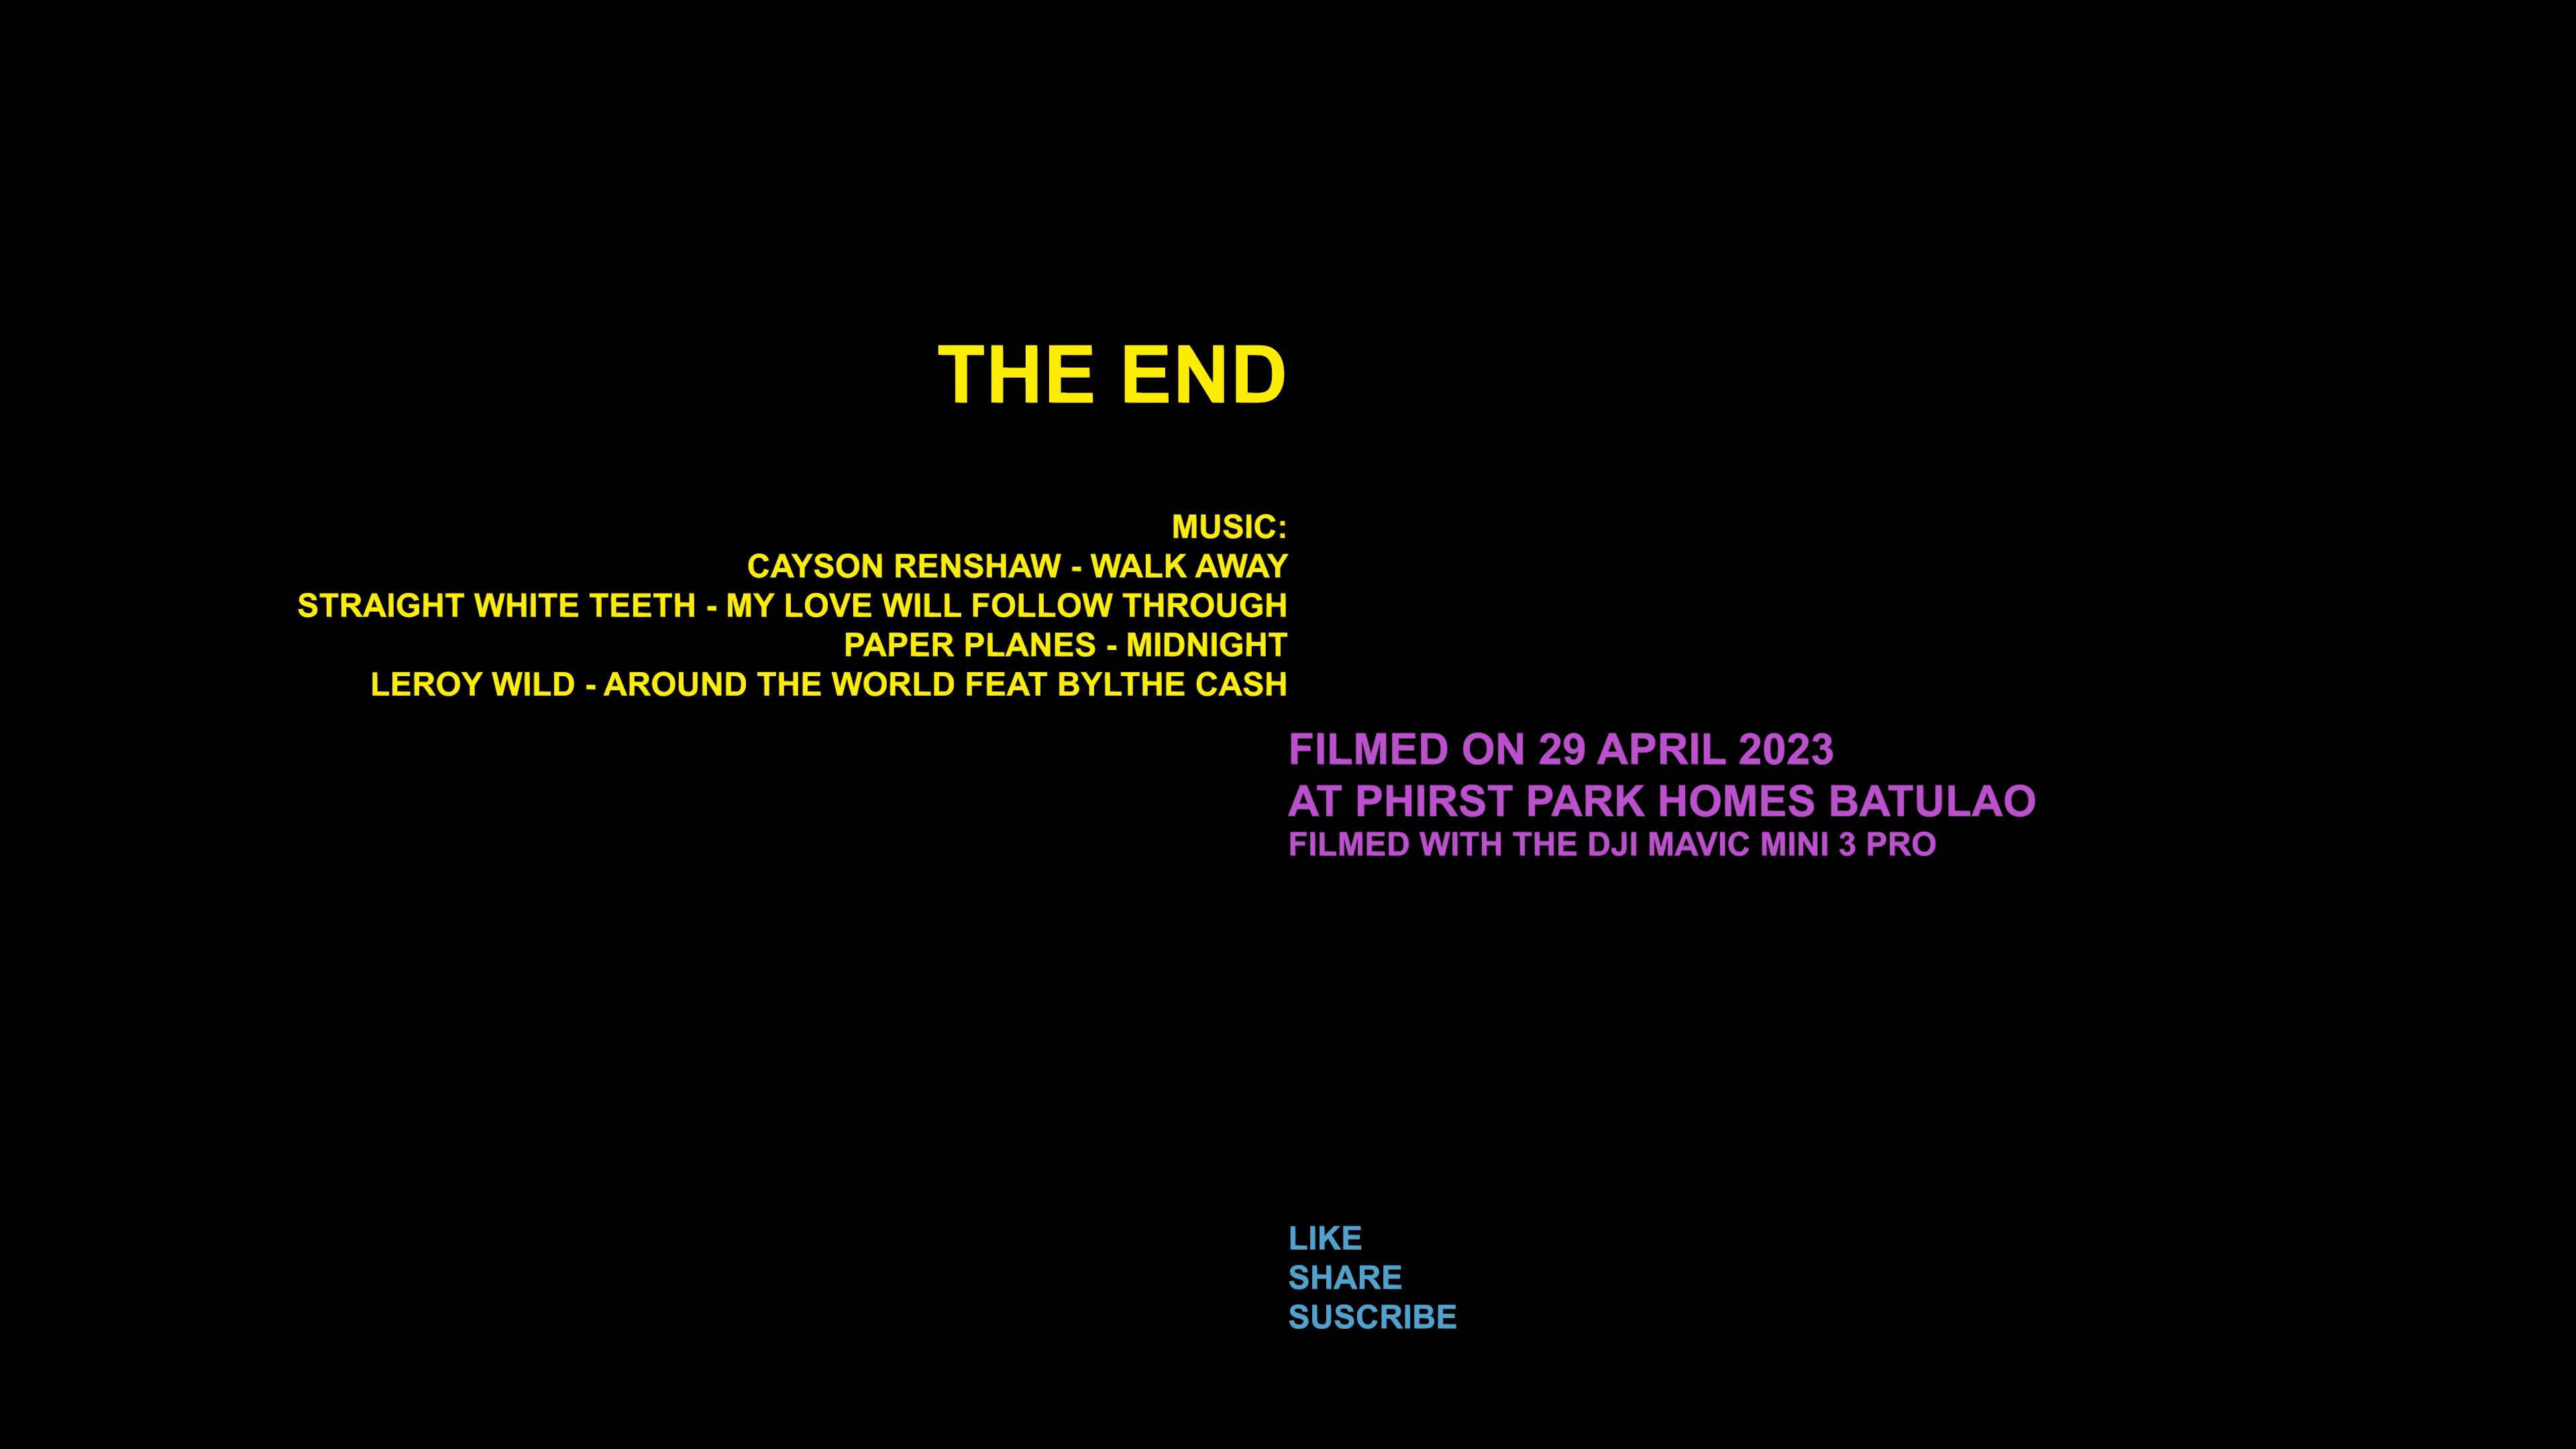 THE END
MUSIC:
CAYSON RENSHAW - WALK AWAY
STRAIGHT WHITE TEETH - MY LOVE WILL FOLLOW THROUGH
PAPER PLANES - MIDNIGHT
LEROY WILD - AROUND THE WORLD FEAT BYLTHE CASH
FILMED ON 29 APRIL 2023
AT PHIRST PARK HOMES BATULAO
FILMED WITH THE DJI MAVIC MINI 3 PRO
LIKE
SHARE
SUSCRIBE